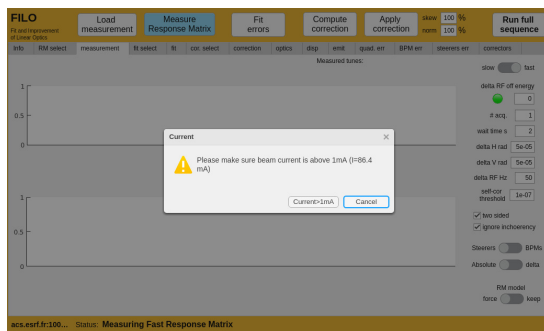 FILO
Fit and Improvement
of Linear Optics
Load
measurement
Measure
Response Matrix
Fit
errors
Compute
correction
Apply
correction
skew 100 %
norm 100 %
Run full
sequence
Info RM select measurement fit select fit cor. select correction optics disp emit quad. err BPM err steerers err correctors
Measured tunes:
slow fast
delta RF off energy
0
# acq. 1
wait time s 2
delta H rad 5e-05
delta V rad 5e-05
delta RF Hz 50
self-cor
threshold 1e-07
two sided
ignore inchoerency
Steerers BPMs
Absolute delta
RM model
force keep
1
0.5
0
1
0.5
0
Current
Please make sure beam current is above 1mA (I=86.4
mA)
Current>1mA Cancel
acs.esrf.fr:100... Status: Measuring Fast Response Matrix